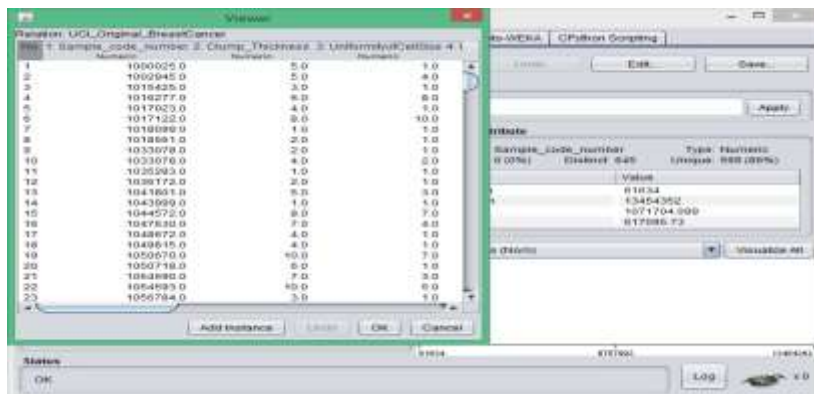 Viewer
Relation: UCI_Original_BreastCancer
No. 1: Sample_code_number 2: Clump_Thickness 3: UniformityofCellSize 4:
Numeric Numeric Numeric
1 1000025.0 5.0 1.0
2 1002945.0 5.0 4.0
3 1015425.0 3.0 1.0
4 1016277.0 6.0 8.0
5 1017023.0 4.0 1.0
6 1017122.0 8.0 10.0
7 1018099.0 1.0 1.0
8 1018561.0 2.0 1.0
9 1033078.0 2.0 1.0
10 1033078.0 4.0 2.0
11 1035283.0 1.0 1.0
12 1036172.0 2.0 1.0
13 1041801.0 5.0 3.0
14 1043999.0 1.0 1.0
15 1044572.0 8.0 7.0
16 1047630.0 7.0 4.0
17 1048672.0 4.0 1.0
18 1049815.0 4.0 1.0
19 1050670.0 10.0 7.0
20 1050718.0 6.0 1.0
21 1054590.0 7.0 3.0
22 1054593.0 10.0 5.0
23 1056784.0 3.0 1.0
Add instance Undo OK Cancel
CPython Scripting
Undo Edit... Save...
Apply
Sample_code_number Type: Numeric
0 (0%) Distinct: 645
Value
61634
13454352
1071704.099
617095.73
Visualize All
Status
OK
Log x 0